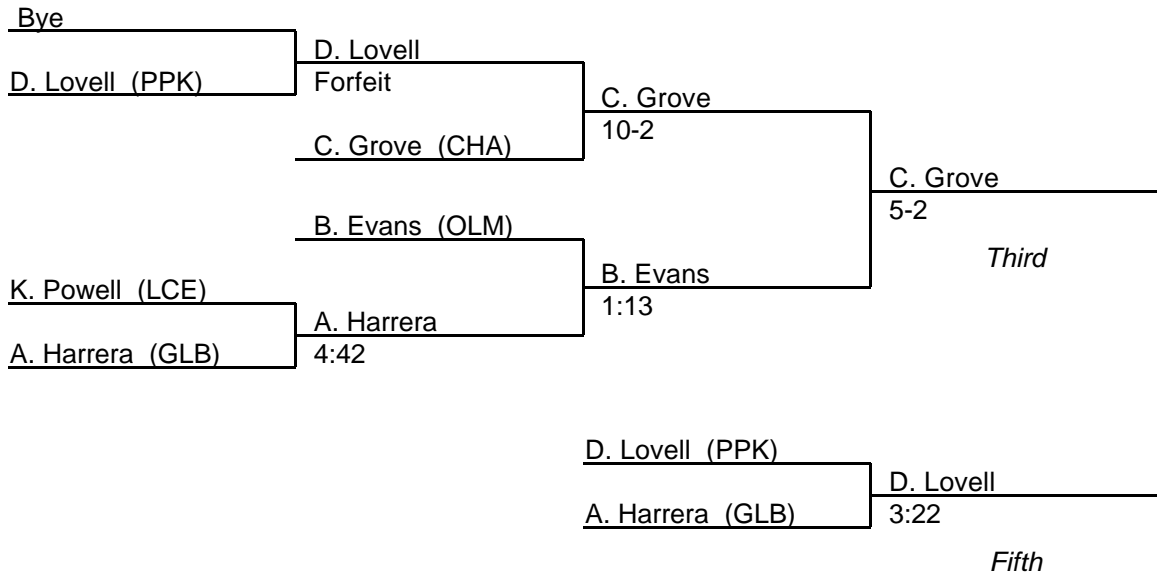 Bye
D. Lovell (PPK)
D. Lovell
Forfeit
C. Grove (CHA)
C. Grove
10-2
B. Evans (OLM)
K. Powell (LCE)
A. Harrera (GLB)
A. Harrera
4:42
B. Evans
1:13
C. Grove
5-2
Third
D. Lovell (PPK)
A. Harrera (GLB)
D. Lovell
3:22
Fifth